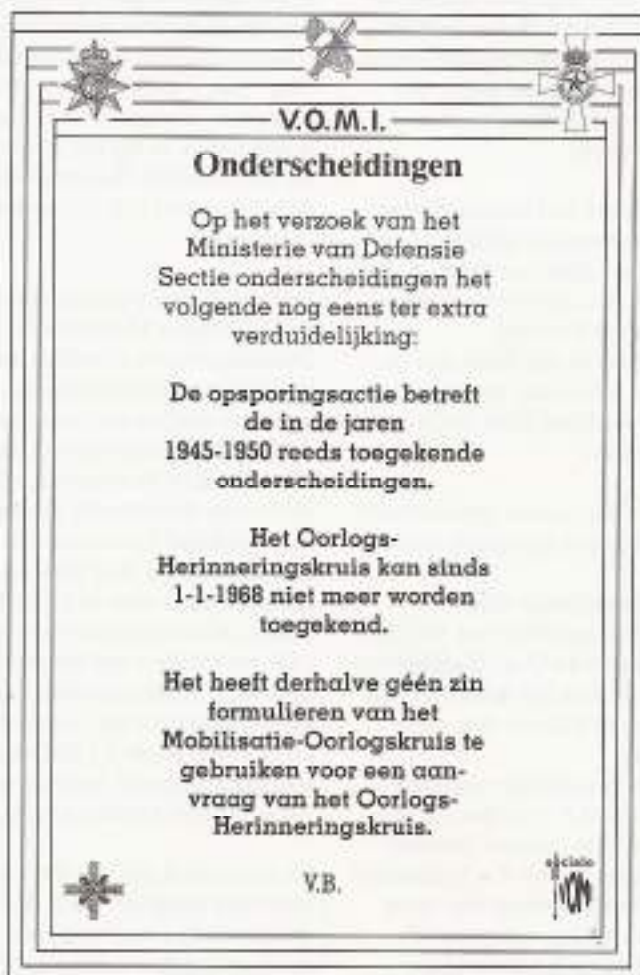 V.O.M.I.
Onderscheidingen
Op het verzoek van het
Ministerie van Defensie
Sectie onderscheidingen het
volgende nog eens ter extra
verduidelijking:
De opsporingsactie betreft
de in de jaren
1945-1950 reeds toegekende
onderscheidingen.
Het Oorlogs-
Herinneringskruis kan sinds
1-1-1968 niet meer worden
toegekend.
Het heeft derhalve géén zin
formulieren van het
Mobilisatie-Oorlogskruis te
gebruiken voor een aan-
vraag van het Oorlogs-
Herinneringskruis.
V.B.